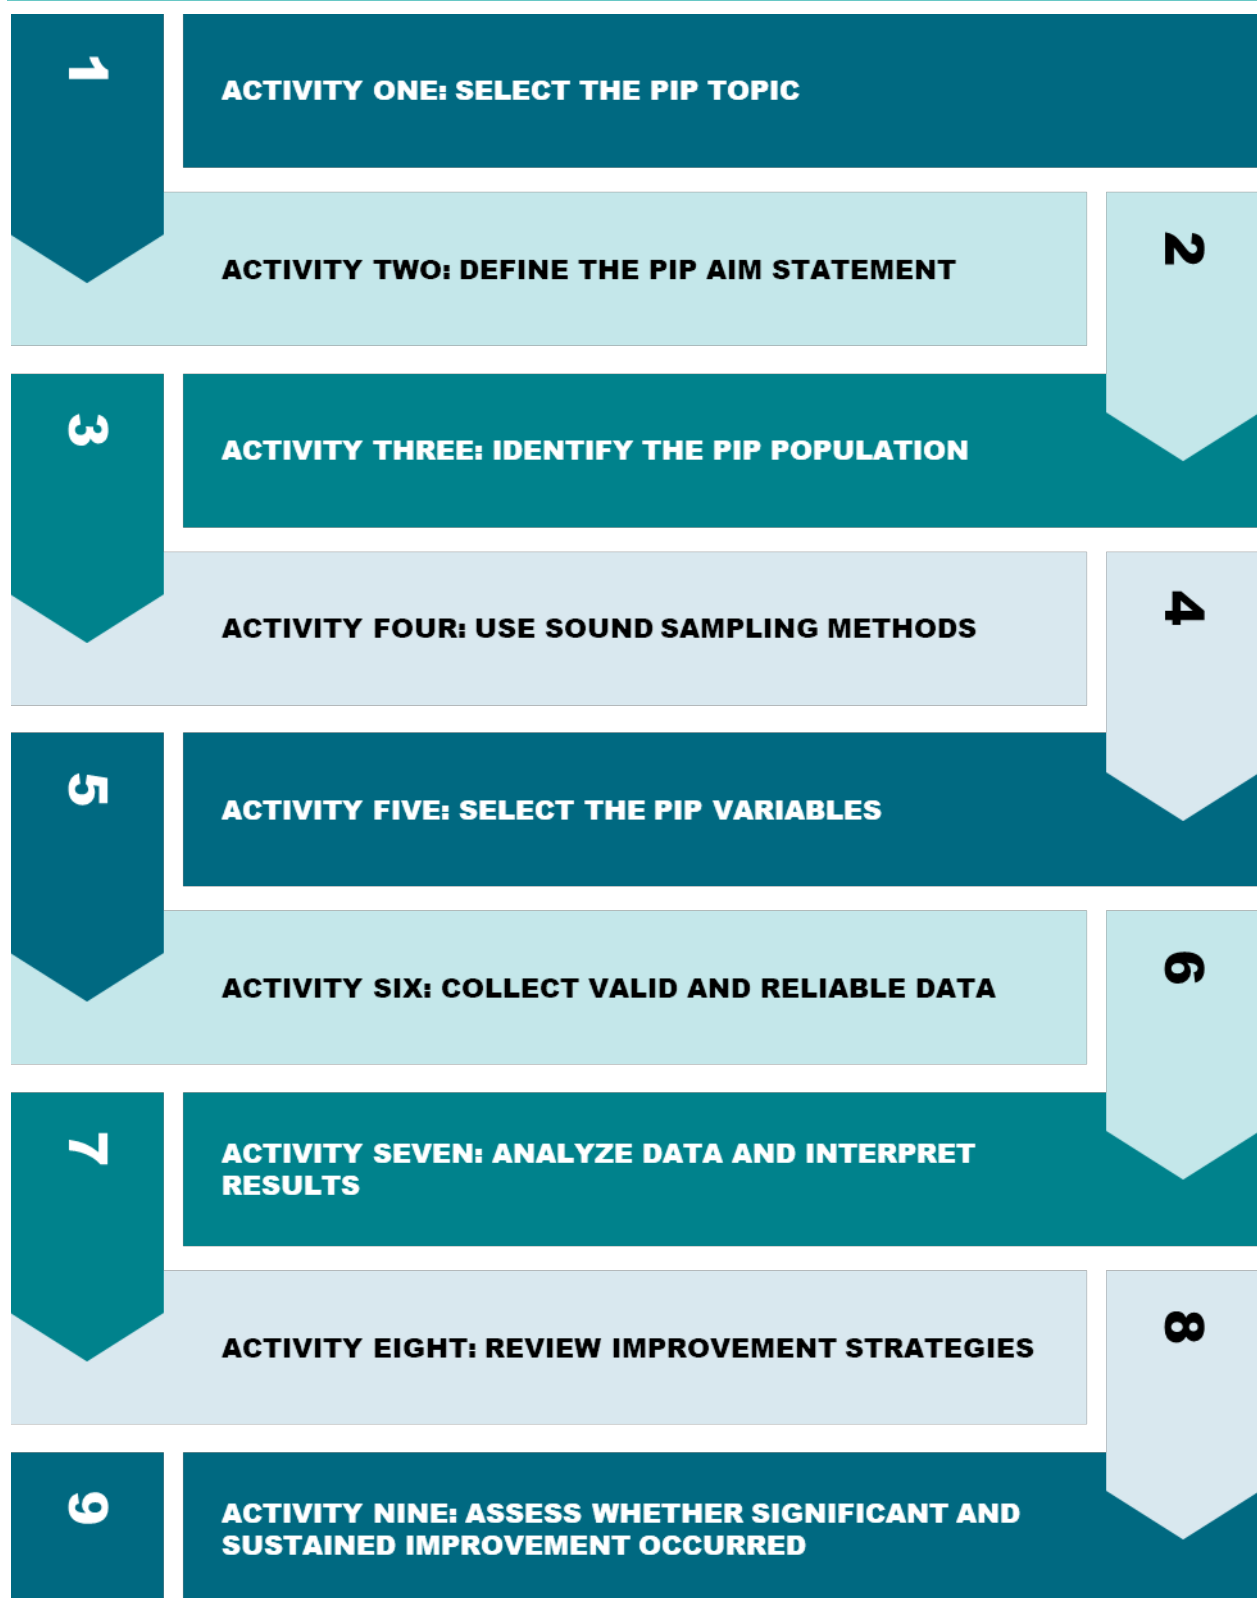 1
ACTIVITY ONE: SELECT THE PIP TOPIC
2
ACTIVITY TWO: DEFINE THE PIP AIM STATEMENT
3
ACTIVITY THREE: IDENTIFY THE PIP POPULATION
4
ACTIVITY FOUR: USE SOUND SAMPLING METHODS
5
ACTIVITY FIVE: SELECT THE PIP VARIABLES
6
ACTIVITY SIX: COLLECT VALID AND RELIABLE DATA
7
ACTIVITY SEVEN: ANALYZE DATA AND INTERPRET
RESULTS
8
ACTIVITY EIGHT: REVIEW IMPROVEMENT STRATEGIES
9
ACTIVITY NINE: ASSESS WHETHER SIGNIFICANT AND
SUSTAINED IMPROVEMENT OCCURRED